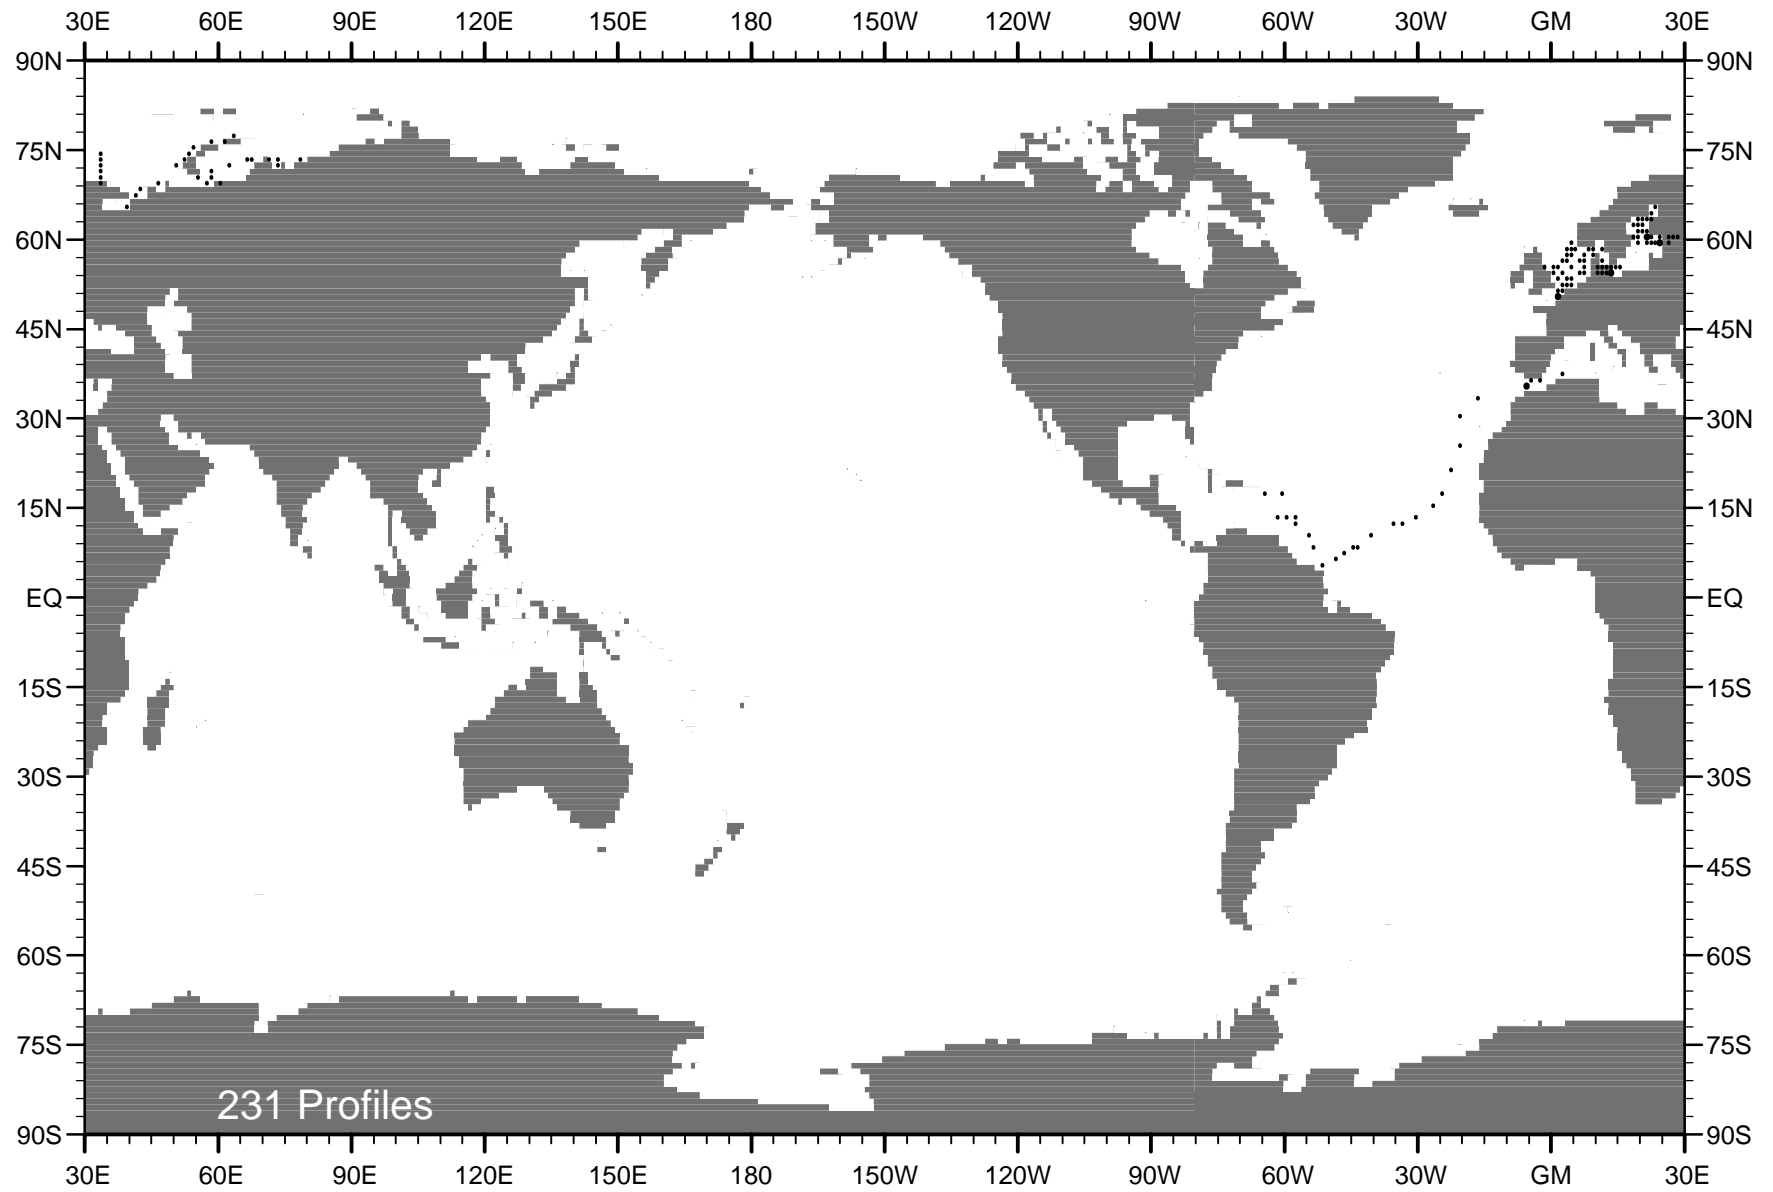 30E 60E 90E 120E 150E 180 150W 120W 90W 60W 30W GM 30E
90N 90N
75N 75N
60N 60N
45N 45N
30N 30N
15N 15N
EQ EQ
15S 15S
30S 30S
45S 45S
60S 60S
75S 75S
231 Profiles
90S 90S
30E 60E 90E 120E 150E 180 150W 120W 90W 60W 30W GM 30E